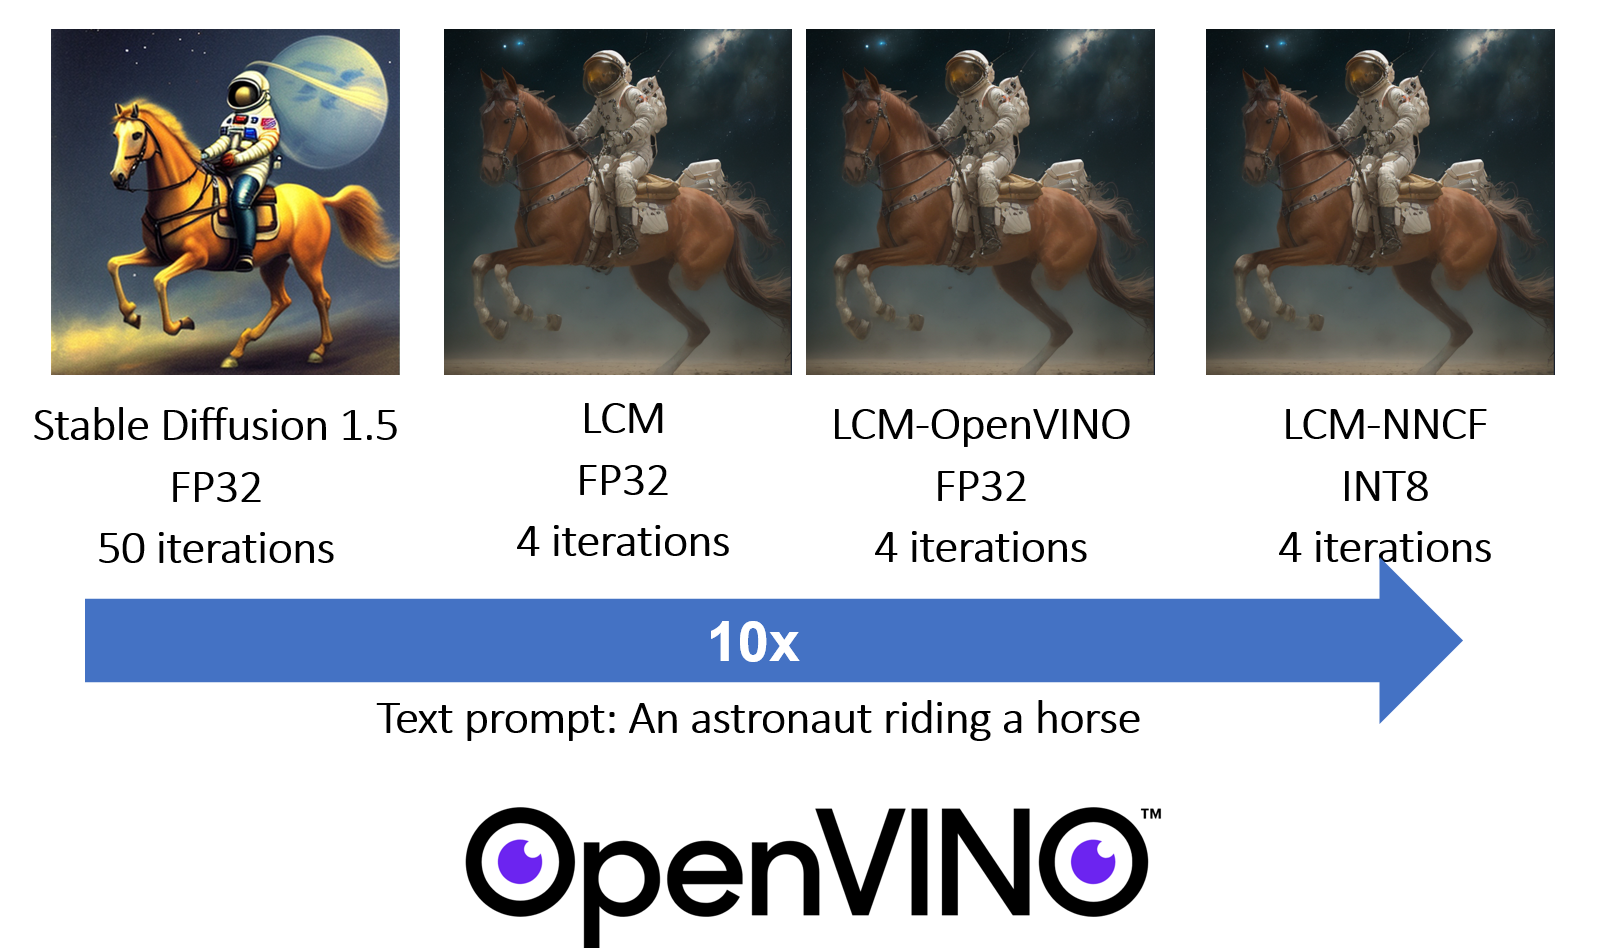 Stable Diffusion 1.5
FP32
50 iterations
LCM
FP32
4 iterations
LCM-OpenVINO
FP32
4 iterations
LCM-NNCF
INT8
4 iterations
10x
Text prompt: An astronaut riding a horse
OpenVINO™